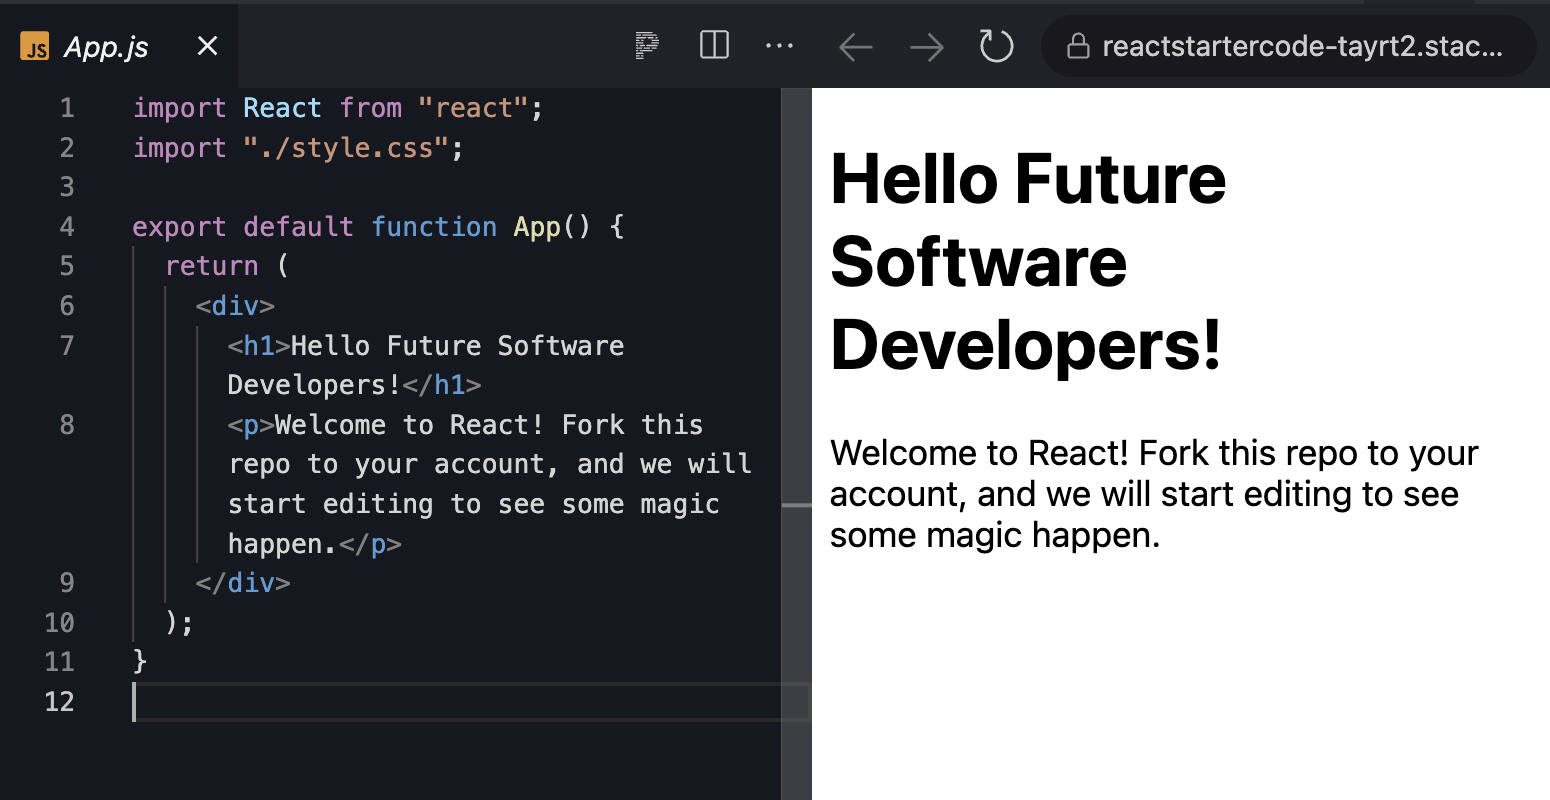 JS App.js
reactstartercode-tayrt2.stac...
1 import React from "react";
2 import "./style.css";
3
4 export default function App() {
5 return (
6 <div>
7 <h1>Hello Future Software
Developers!</h1>
8 <p>Welcome to React! Fork this
repo to your account, and we will
start editing to see some magic
happen.</p>
9 </div>
10 );
11 }
12
Hello Future
Software
Developers!
Welcome to React! Fork this repo to your
account, and we will start editing to see
some magic happen.